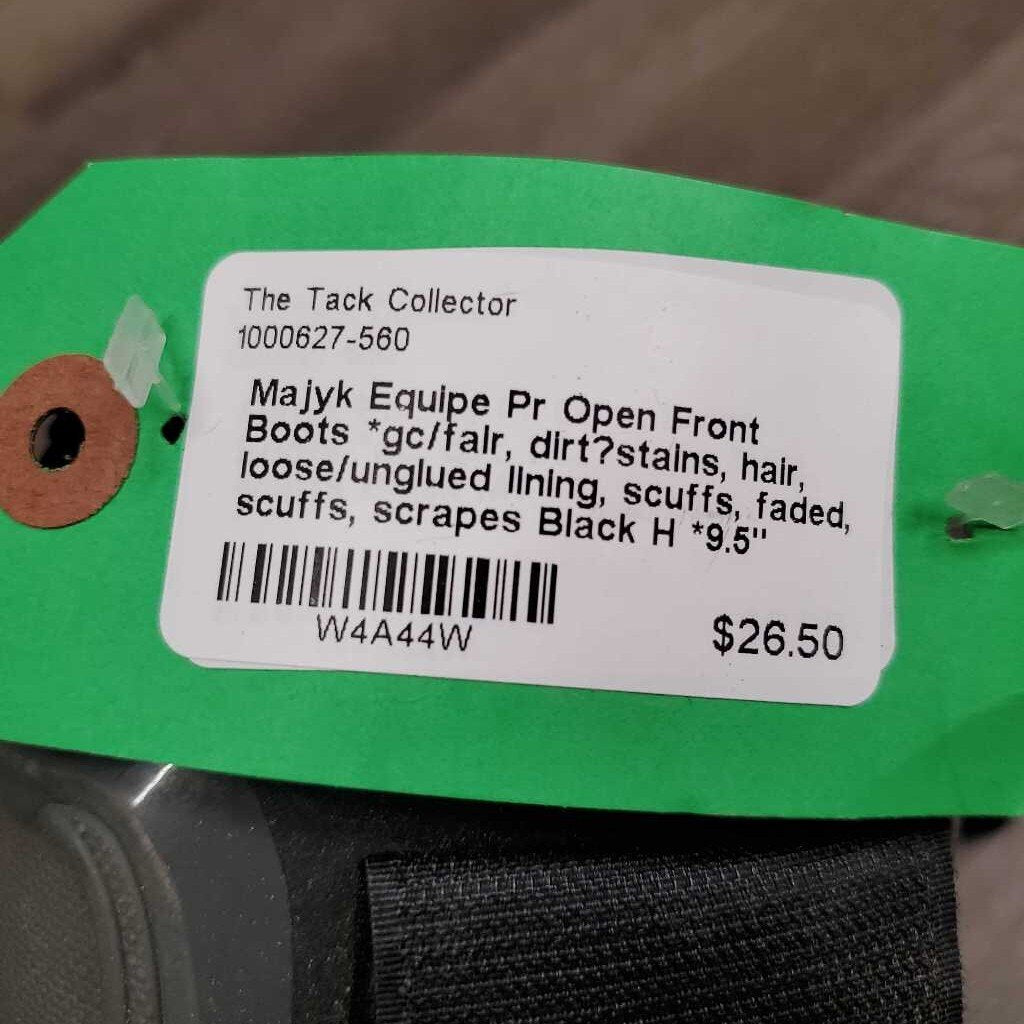 The Tack Collector
1000627-560
Majyk Equipe Pr Open Front
Boots *gc/fair, dirt?stains, hair,
loose/unglued lining, scuffs, faded,
scuffs, scrapes Black H *9.5"
W4A44W
$26.50